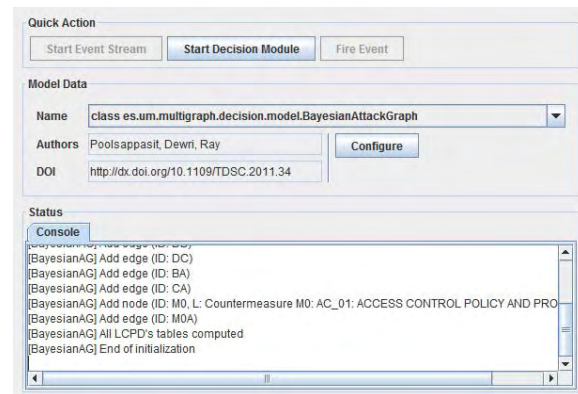 Quick Action
Start Event Stream Start Decision Module Fire Event
Model Data
Name class es.um.multigraph.decision.model.BayesianAttackGraph
Authors Poolsappasit, Dewri, Ray Configure
DOI http://dx.doi.org/10.1109/TDSC.2011.34
Status
Console
[BayesianAG] Add edge (ID:
[BayesianAG] Add edge (ID: DC)
[BayesianAG] Add edge (ID: BA)
[BayesianAG] Add edge (ID: CA)
[BayesianAG] Add node (ID: M0, L: Countermeasure M0: AC_01: ACCESS CONTROL POLICY AND PRO
[BayesianAG] Add edge (ID: M0A)
[BayesianAG] All LCPD's tables computed
[BayesianAG] End of initialization